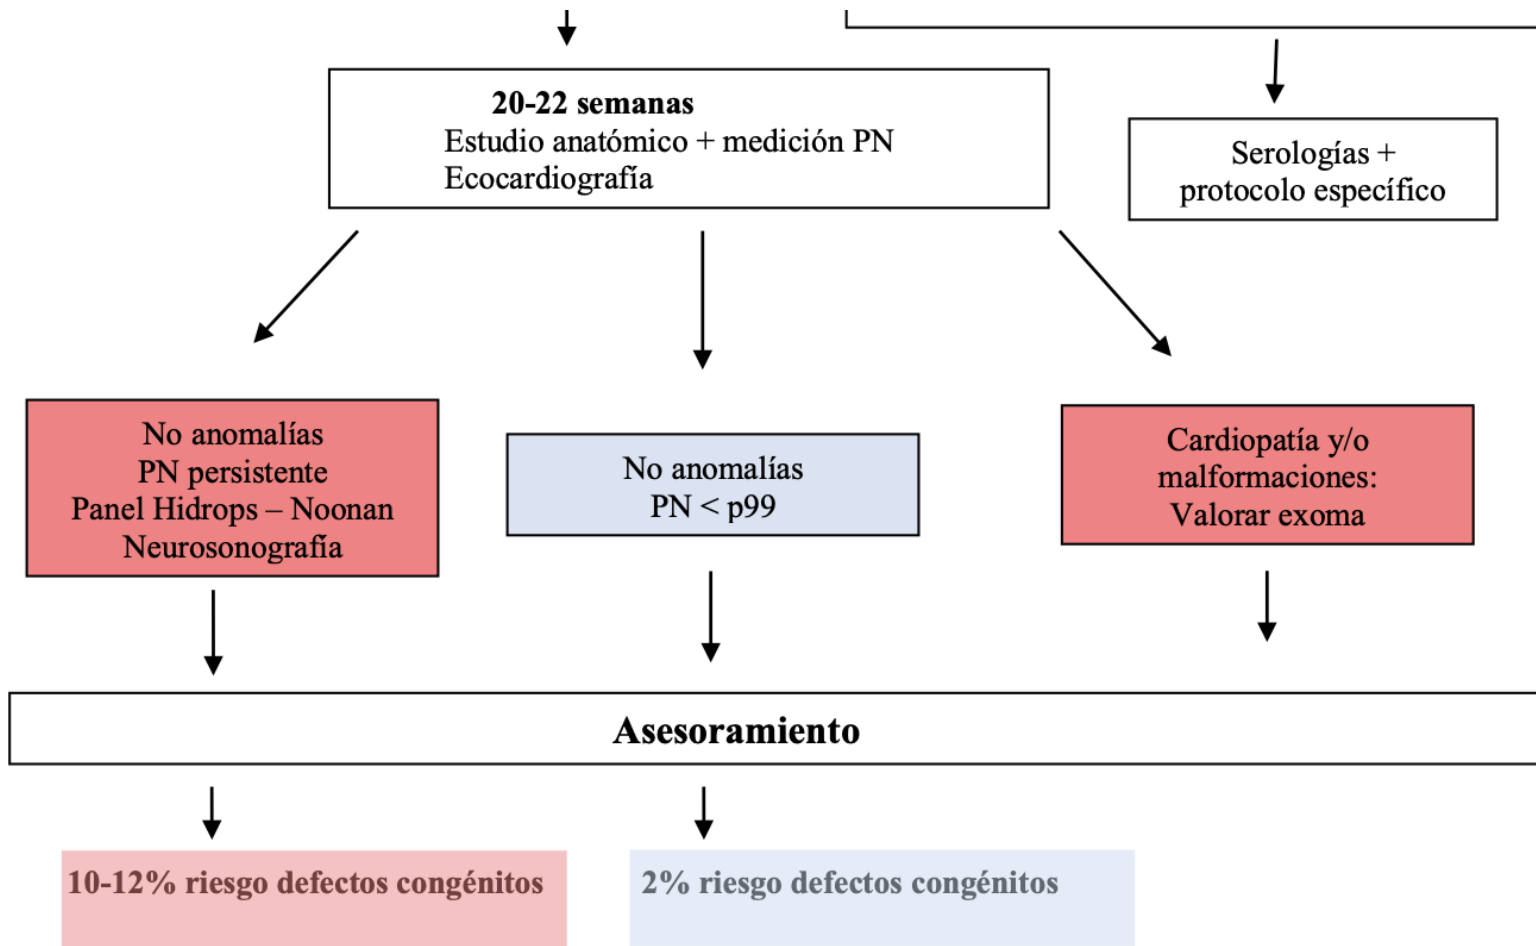 20-22 semanas
Estudio anatómico + medición PN
Ecocardiografía
Serologías +
protocolo específico
No anomalías
PN persistente
Panel Hidrops – Noonan
Neurosonografía
No anomalías
PN < p99
Cardiopatía y/o
malformaciones:
Valorar exoma
Asesoramiento
10-12% riesgo defectos congénitos
2% riesgo defectos congénitos